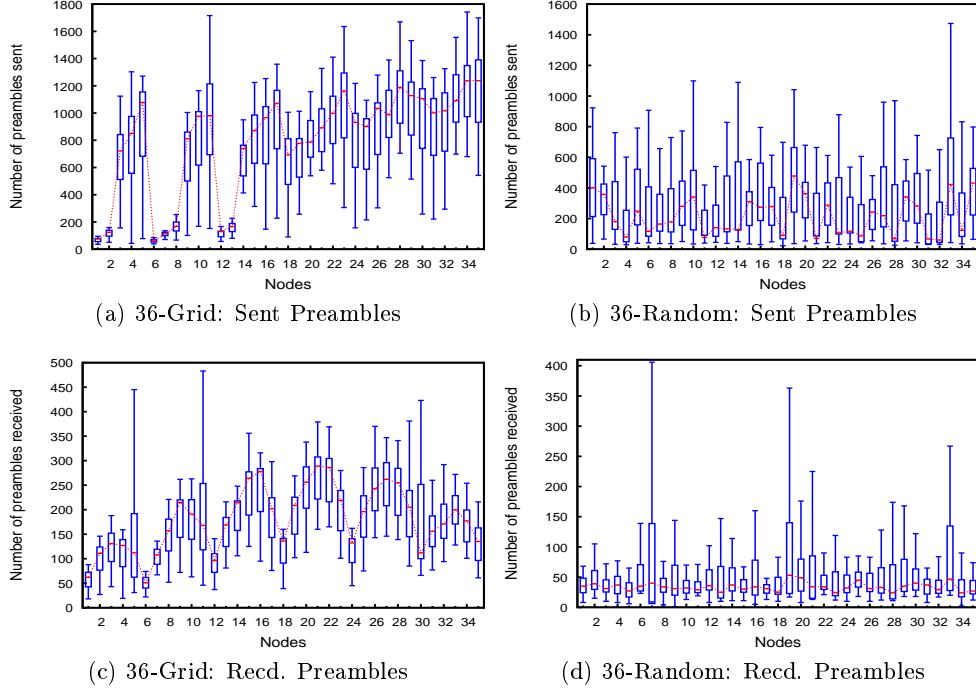 Number of preambles sent
1800
1600
1400
1200
1000
800
600
400
200
0
2 4 6 8 10 12 14 16 18 20 22 24 26 28 30 32 34
Nodes
(a) 36-Grid: Sent Preambles
Number of preambles sent
1600
1400
1200
1000
800
600
400
200
0
2 4 6 8 10 12 14 16 18 20 22 24 26 28 30 32 34
Nodes
(b) 36-Random: Sent Preambles
Number of preambles received
500
450
400
350
300
250
200
150
100
50
0
2 4 6 8 10 12 14 16 18 20 22 24 26 28 30 32 34
Nodes
(c) 36-Grid: Recd. Preambles
Number of preambles received
400
350
300
250
200
150
100
50
0
2 4 6 8 10 12 14 16 18 20 22 24 26 28 30 32 34
Nodes
(d) 36-Random: Recd. Preambles